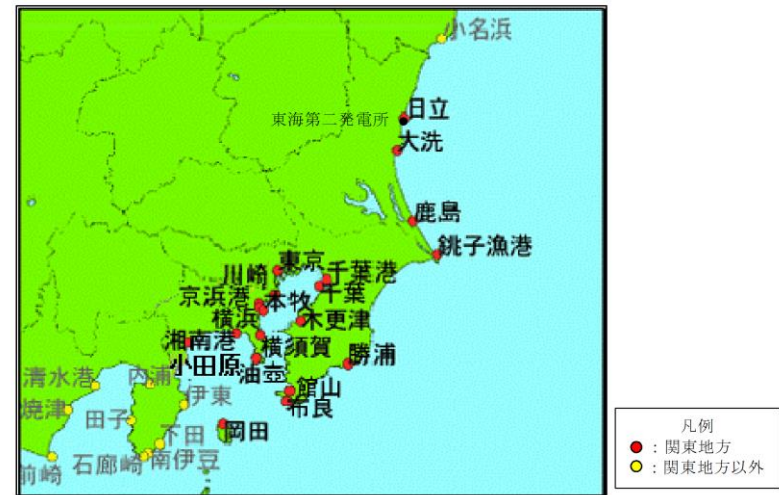 小名浜
日立
東海第二発電所
大洗
鹿島
銚子漁港
東京
川崎
千葉港
千葉
京浜港
本牧
横浜
木更津
湘南港
横須賀
小田原
油壺
勝浦
清水港
内浦
館山
伊東
布良
焼津
田子
岡田
下田
石廊崎
南伊豆
前崎
凡例
：関東地方
：関東地方以外